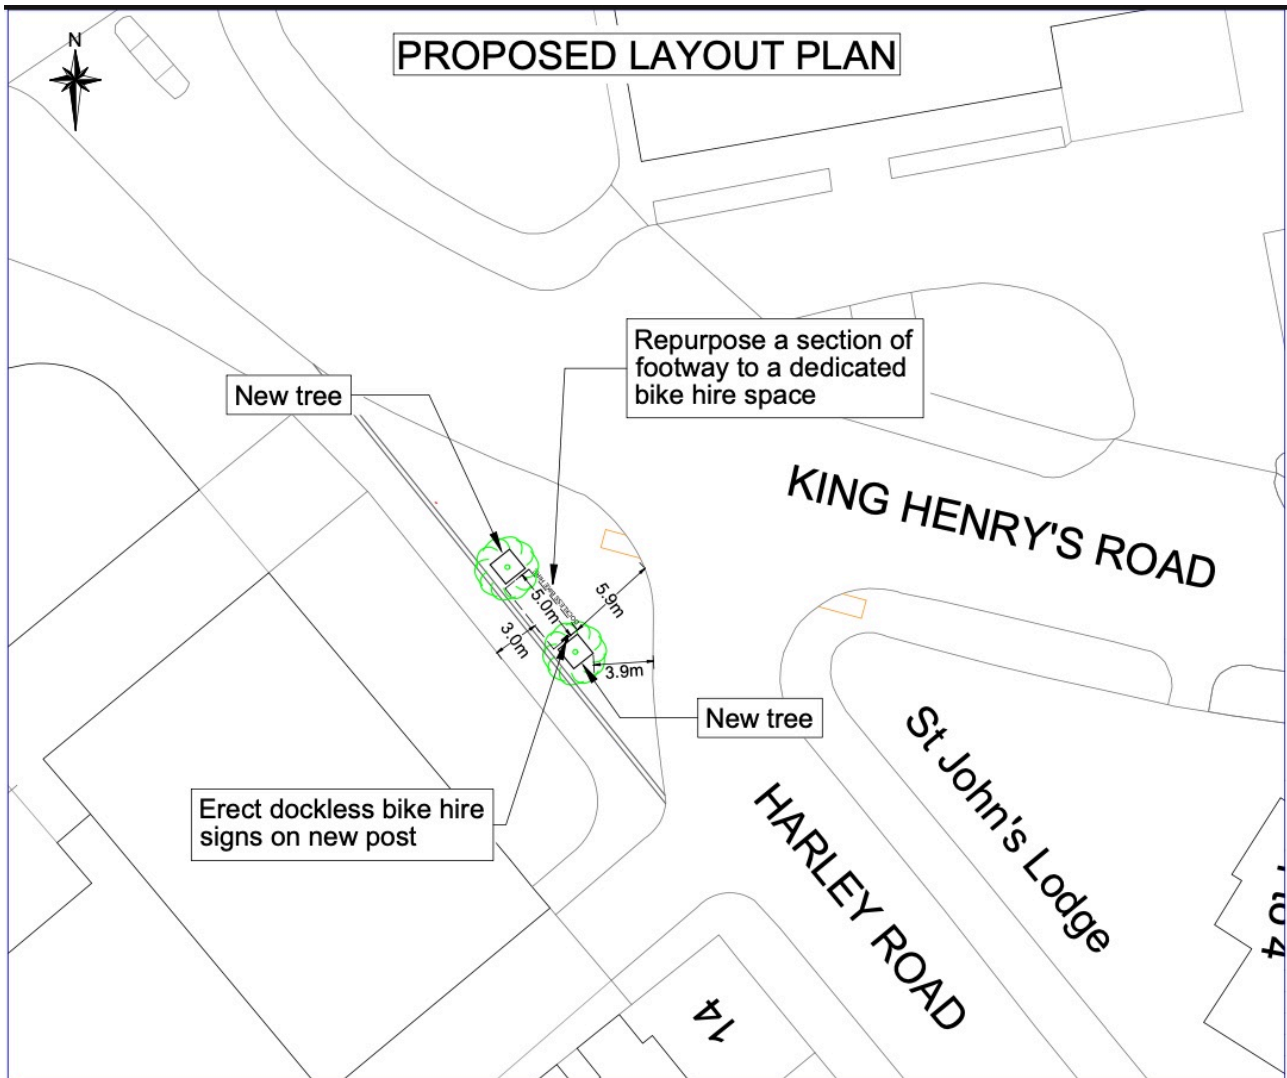 N
PROPOSED LAYOUT PLAN
Repurpose a section of
footway to a dedicated
bike hire space
New tree
KING HENRY'S ROAD
5.0m
5.9m
3.0m
3.9m
New tree
Erect dockless bike hire
signs on new post
St John's Lodge
HARLEY ROAD
14